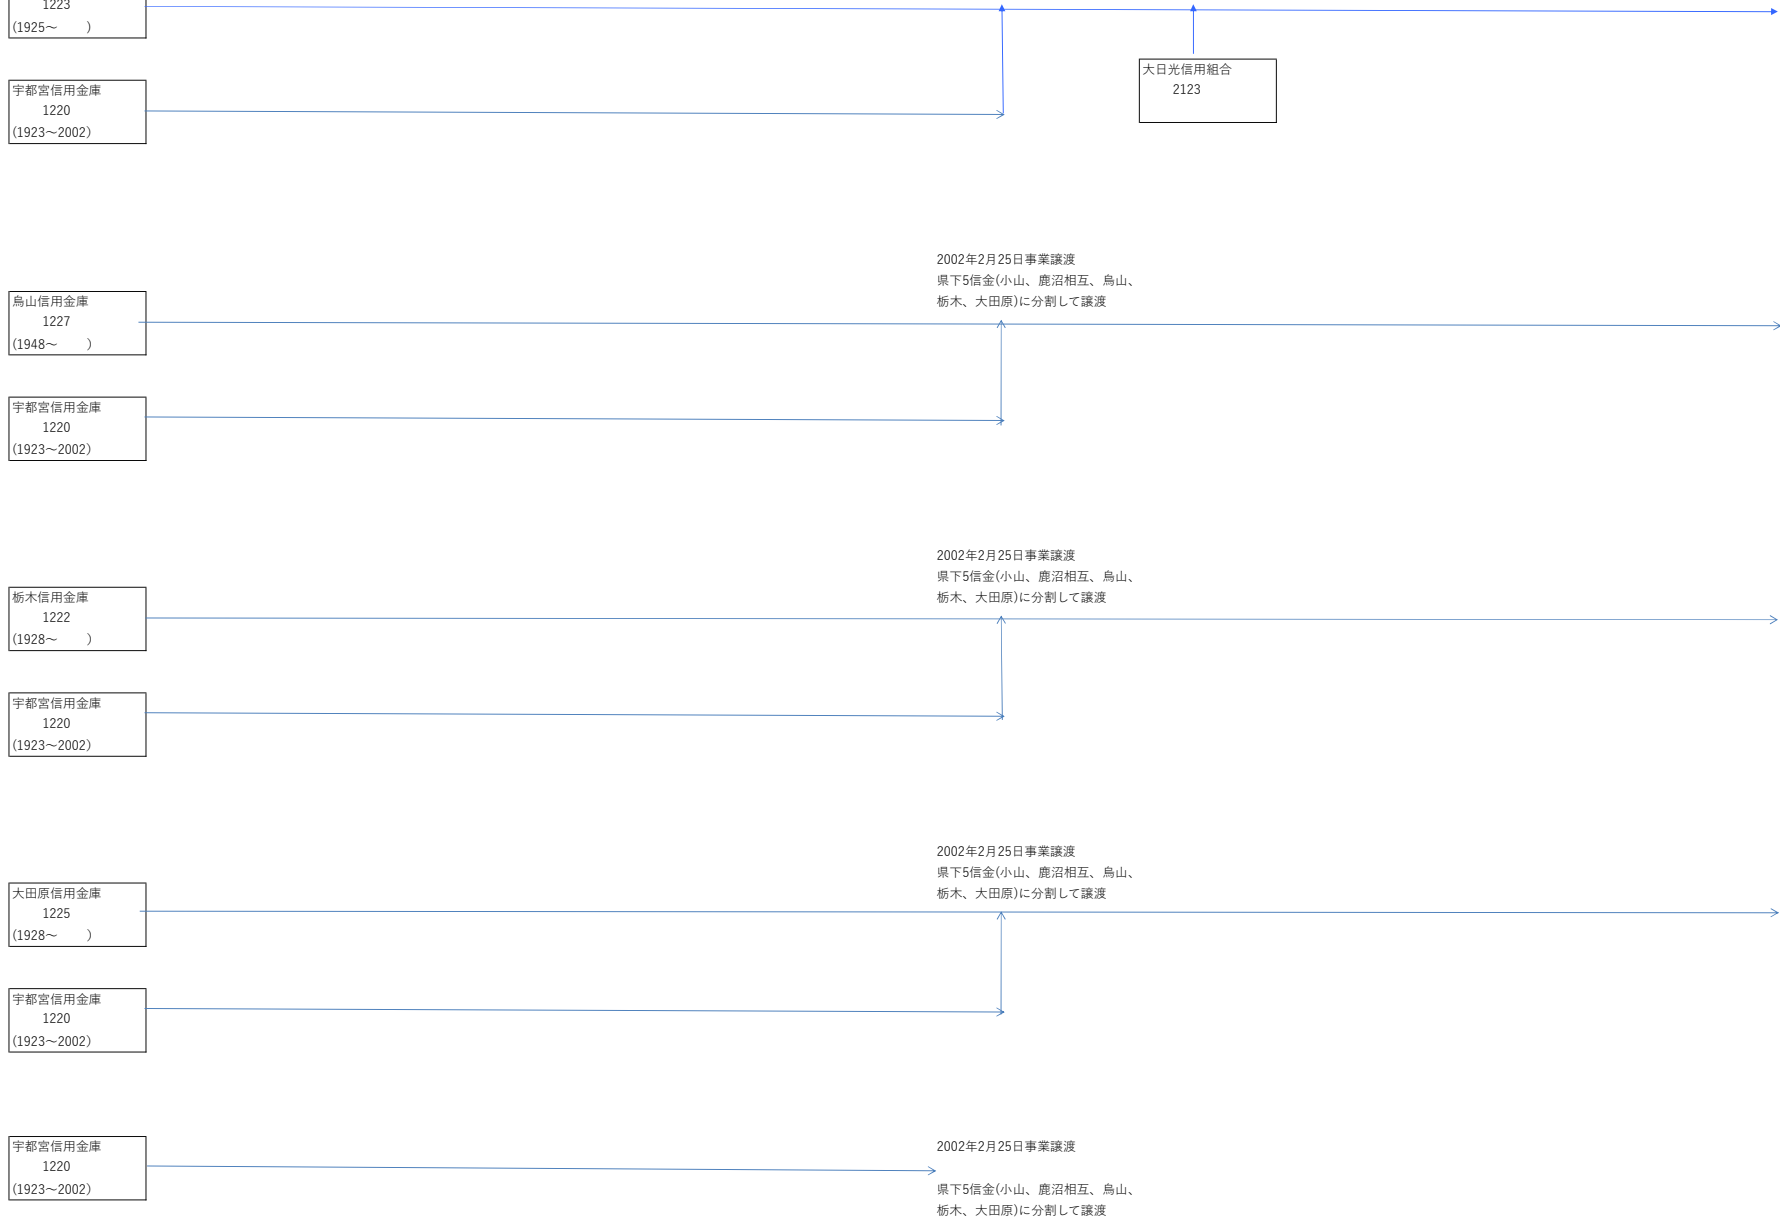 1223
(1925～　　)
大日光信用組合
2123
宇都宮信用金庫
1220
(1923～2002)
2002年2月25日事業譲渡
県下5信金(小山、鹿沼相互、烏山、
栃木、大田原)に分割して譲渡
烏山信用金庫
1227
(1948～　　)
宇都宮信用金庫
1220
(1923～2002)
2002年2月25日事業譲渡
県下5信金(小山、鹿沼相互、烏山、
栃木、大田原)に分割して譲渡
栃木信用金庫
1222
(1928～　　)
宇都宮信用金庫
1220
(1923～2002)
2002年2月25日事業譲渡
県下5信金(小山、鹿沼相互、烏山、
栃木、大田原)に分割して譲渡
大田原信用金庫
1225
(1928～　　)
宇都宮信用金庫
1220
(1923～2002)
宇都宮信用金庫
1220
(1923～2002)
2002年2月25日事業譲渡
県下5信金(小山、鹿沼相互、烏山、
栃木、大田原)に分割して譲渡